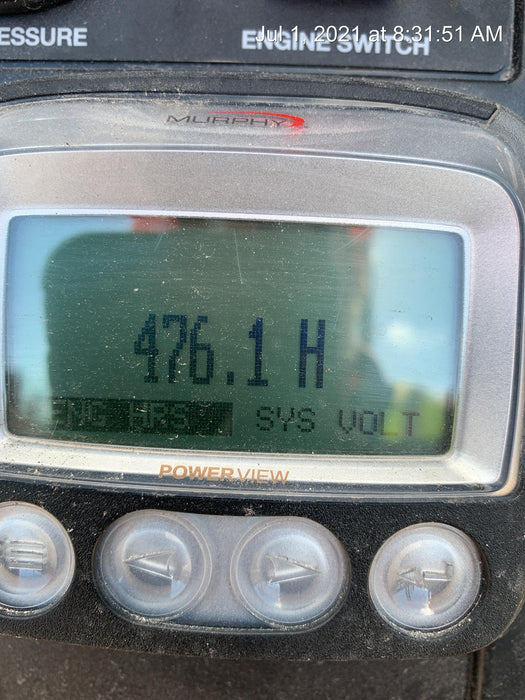 Jul 1, 2021 at 8:31:51 AM
ESSURE
ENGINE SWITCH
MURPHY
476.1 H
ENG HRS
SYS VOLT
POWERVIEW